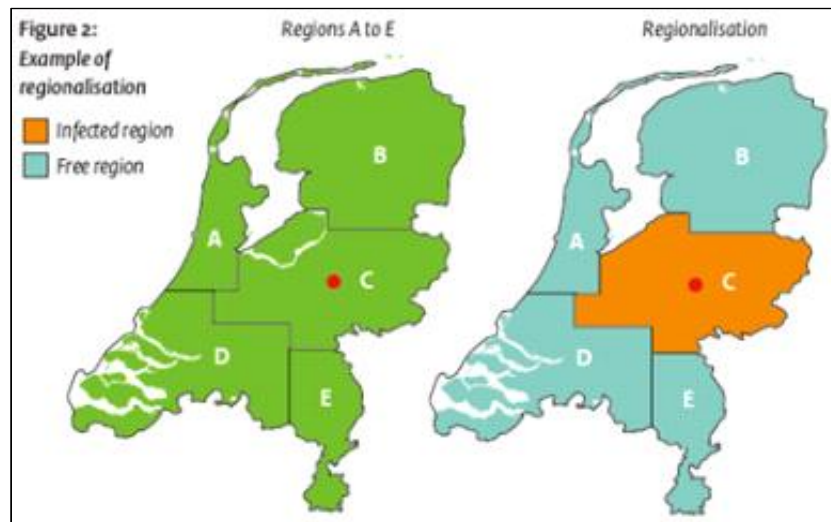 Figure 2:
Example of
regionalisation
Infected region
Free region
Regions A to E
B
A
C
D
E
Regionalisation
B
A
C
D
E